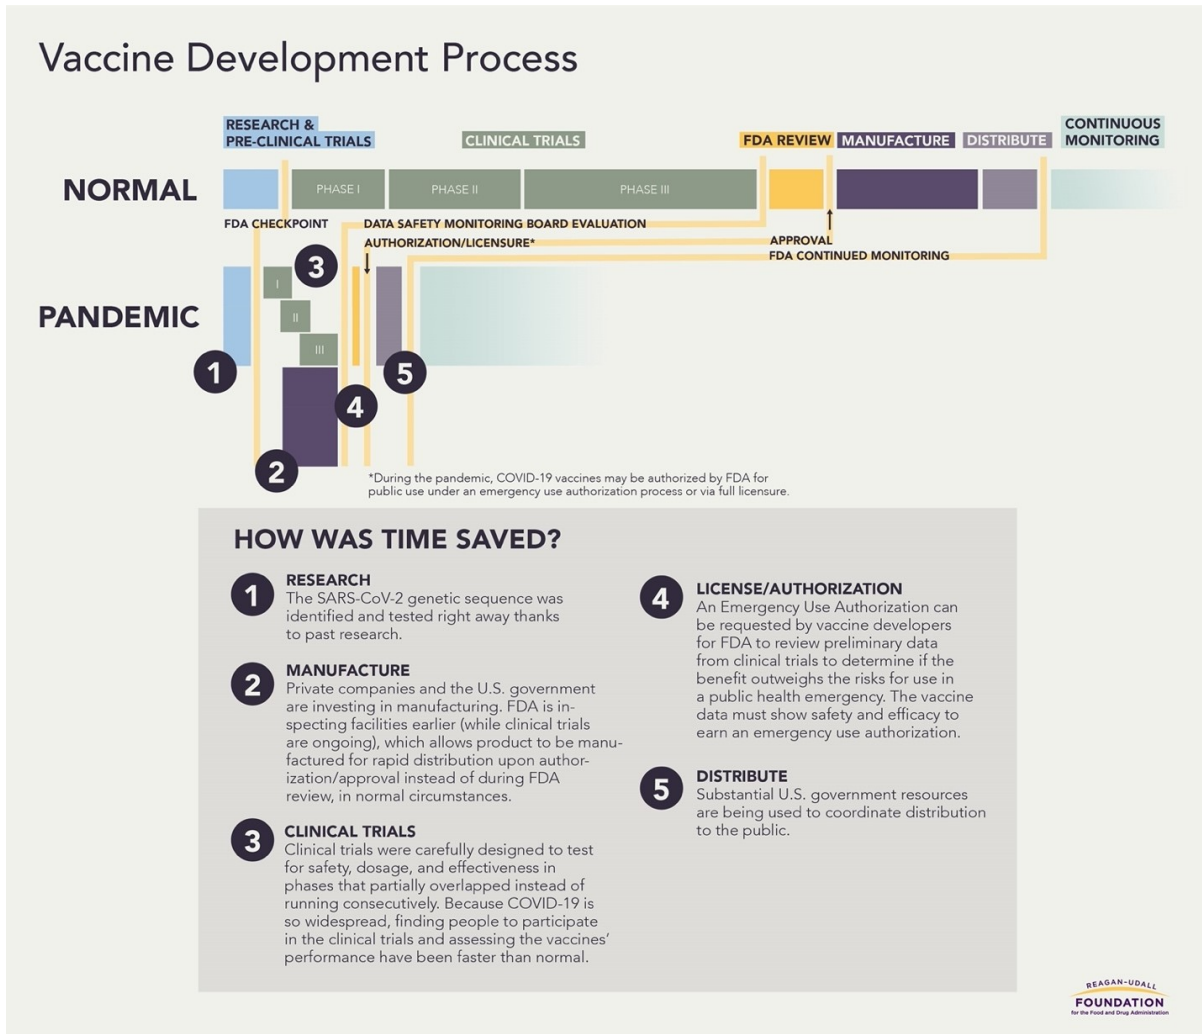 Vaccine Development Process
RESEARCH &
PRE-CLINICAL TRIALS
CLINICAL TRIALS
FDA REVIEW
MANUFACTURE
DISTRIBUTE
CONTINUOUS
MONITORING
NORMAL
PHASE I
PHASE II
PHASE III
FDA CHECKPOINT
DATA SAFETY MONITORING BOARD EVALUATION
AUTHORIZATION/LICENSURE*
APPROVAL
FDA CONTINUED MONITORING
PANDEMIC
3
I
II
III
1
5
4
2
*During the pandemic, COVID-19 vaccines may be authorized by FDA for
public use under an emergency use authorization process or via full licensure.
HOW WAS TIME SAVED?
1
RESEARCH
The SARS-CoV-2 genetic sequence was
identified and tested right away thanks
to past research.
2
MANUFACTURE
Private companies and the U.S. government
are investing in manufacturing. FDA is in-
specting facilities earlier (while clinical trials
are ongoing), which allows product to be manu-
factured for rapid distribution upon author-
ization/approval instead of during FDA
review, in normal circumstances.
3
CLINICAL TRIALS
Clinical trials were carefully designed to test
for safety, dosage, and effectiveness in
phases that partially overlapped instead of
running consecutively. Because COVID-19 is
so widespread, finding people to participate
in the clinical trials and assessing the vaccines'
performance have been faster than normal.
4
LICENSE/AUTHORIZATION
An Emergency Use Authorization can
be requested by vaccine developers
for FDA to review preliminary data
from clinical trials to determine if the
benefit outweighs the risks for use in
a public health emergency. The vaccine
data must show safety and efficacy to
earn an emergency use authorization.
5
DISTRIBUTE
Substantial U.S. government resources
are being used to coordinate distribution
to the public.
REAGAN-UDALL
FOUNDATION
for the Food and Drug Administration